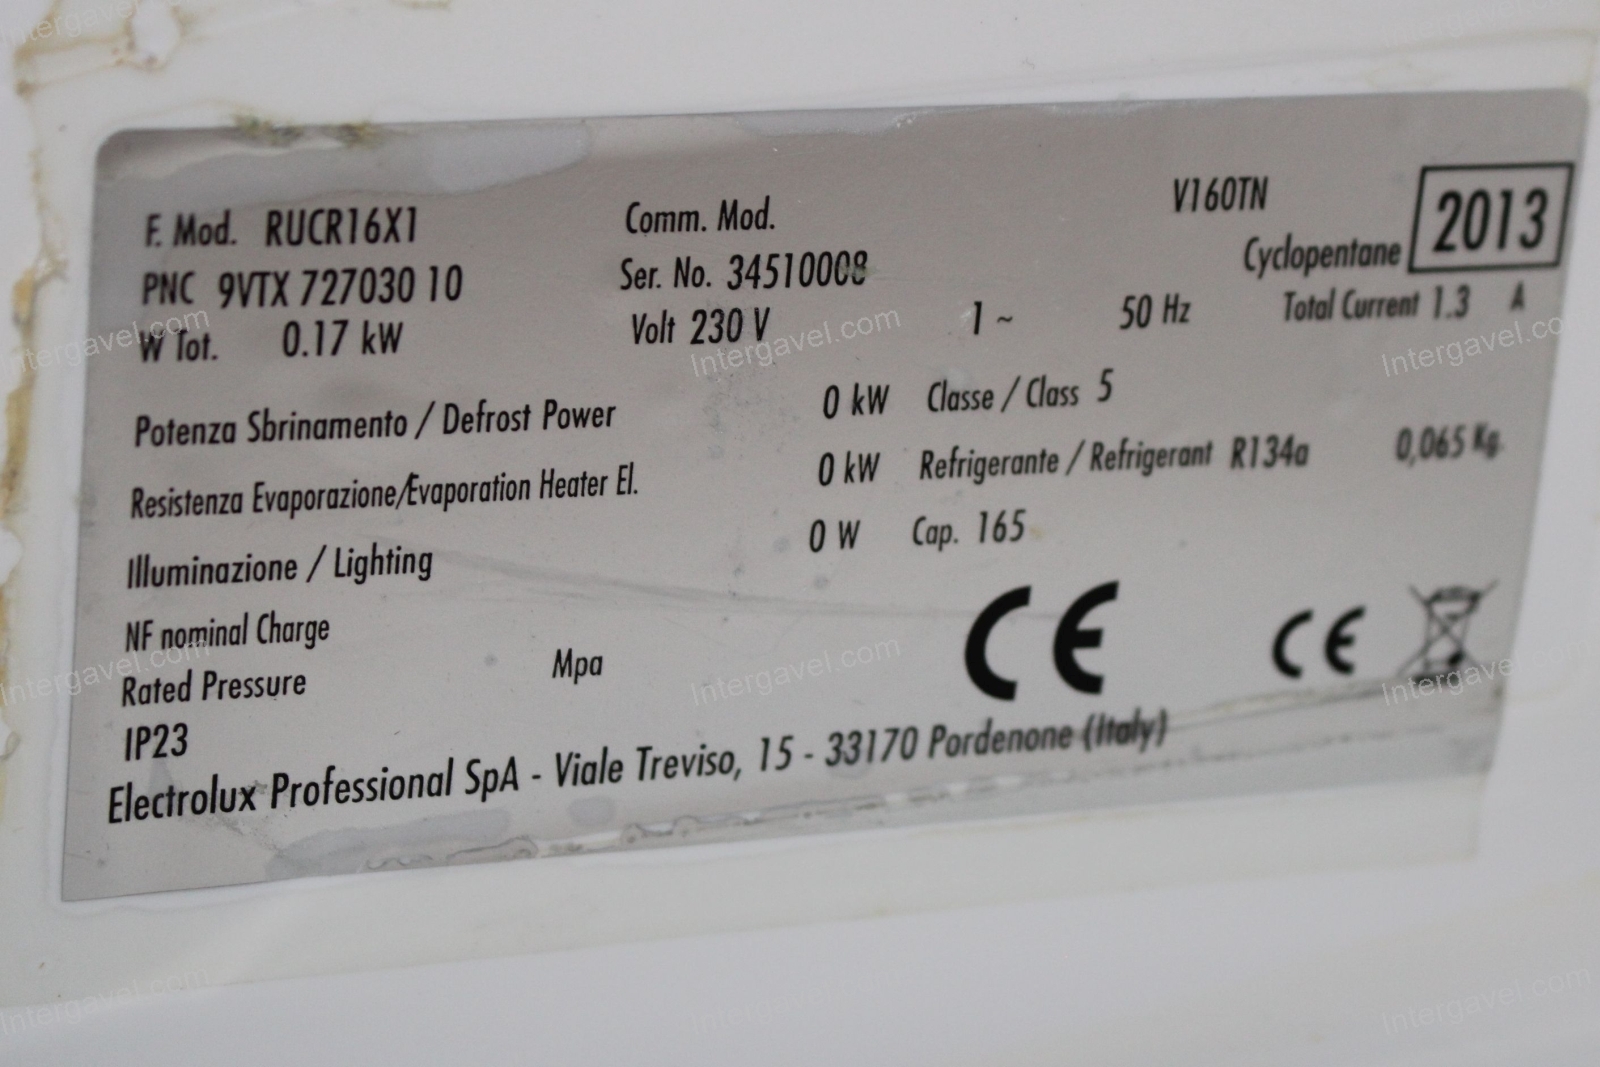 V160TN
2013
F. Mod. RUCR16X1 Comm. Mod.
Cyclopentane
PNC 9VTX 727030 10 Ser. No. 34510008
W Tot. 0.17 kW Volt 230 V 1 ~ 50 Hz Total Current 1.3 A
Potenza Sbrinamento / Defrost Power 0 kW Classe / Class 5
Resistenza Evaporazione/Evaporation Heater El. 0 kW Refrigerante / Refrigerant R134a 0,065 Kg.
Illuminazione / Lighting 0 W Cap. 165
NF nominal Charge
Rated Pressure Mpa
CE CE
IP23
Electrolux Professional SpA - Viale Treviso, 15 - 33170 Pordenone (Italy)
Intergavel.com